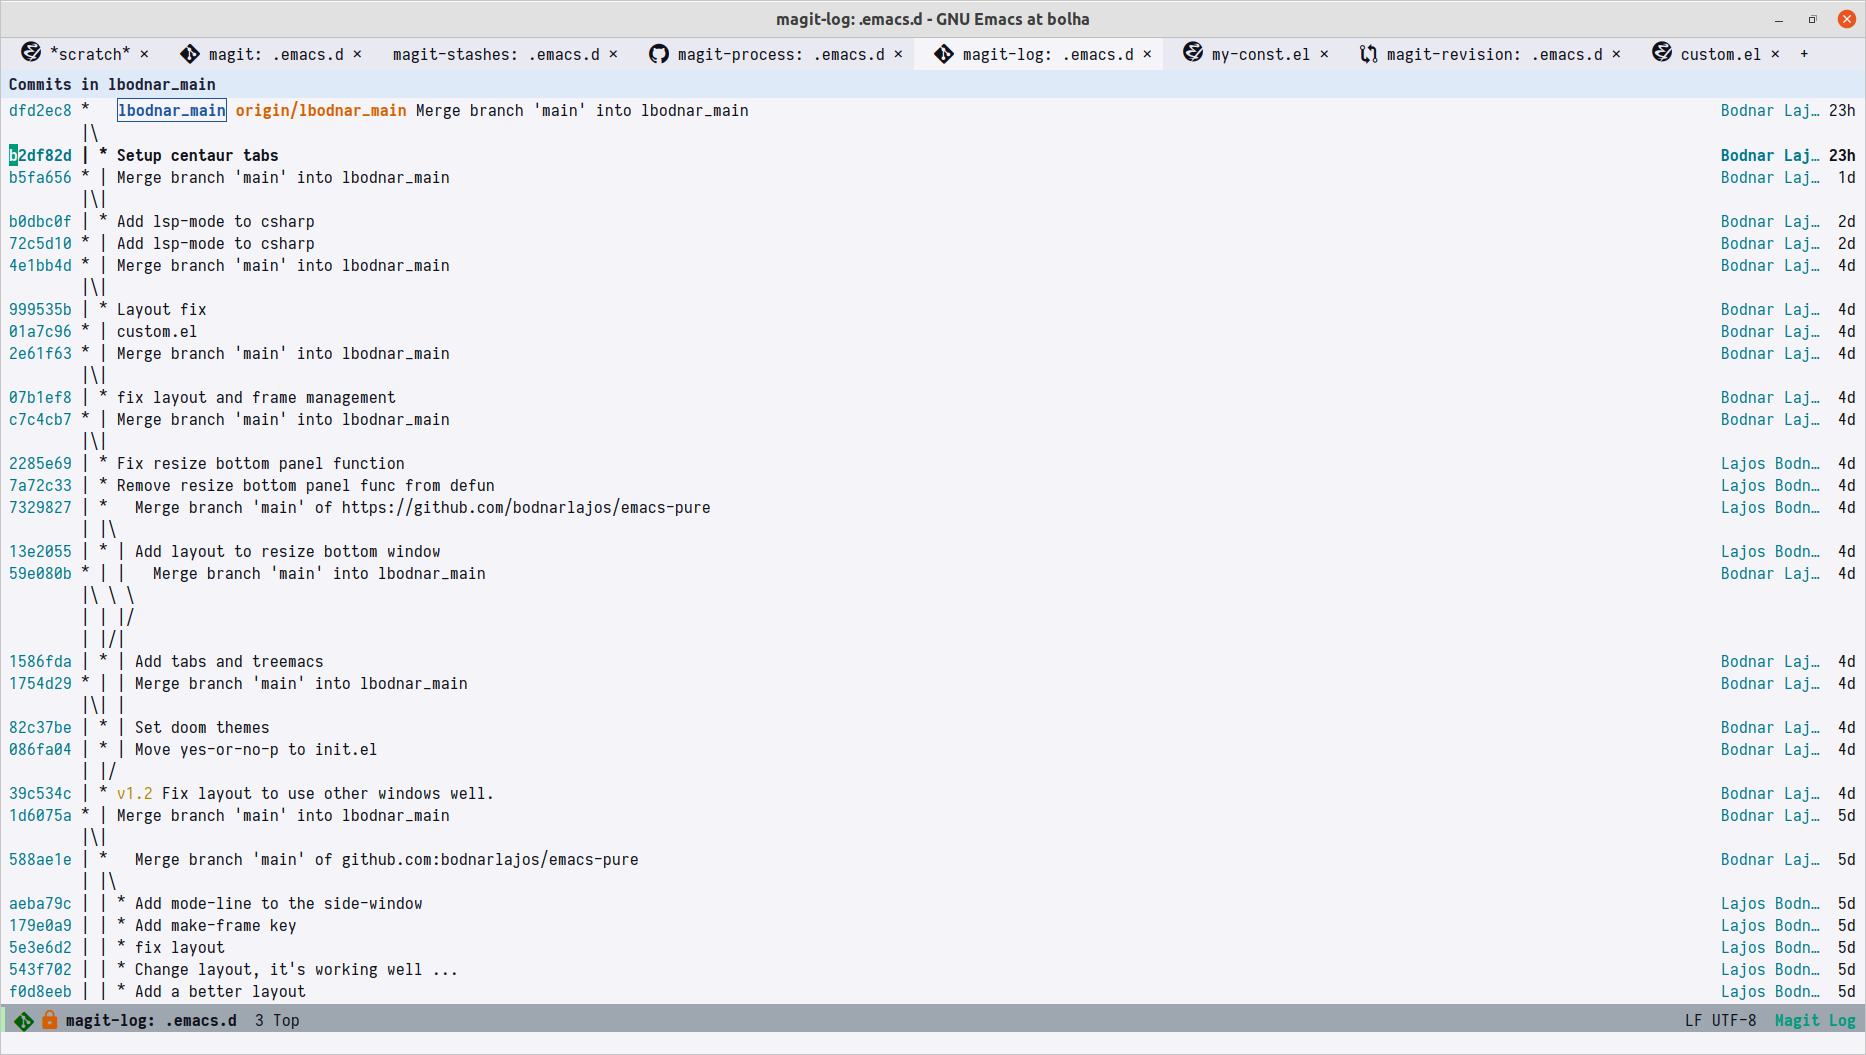 magit-log: .emacs.d - GNU Emacs at bolha
*scratch* × magit: .emacs.d × magit-stashes: .emacs.d × magit-process: .emacs.d × magit-log: .emacs.d × my-const.el × magit-revision: .emacs.d × custom.el × +
Commits in lbodnar_main
dfd2ec8 *   lbodnar_main origin/lbodnar_main Merge branch 'main' into lbodnar_main Bodnar Laj… 23h
|\
b2df82d | * Setup centaur tabs Bodnar Laj… 23h
b5fa656 * | Merge branch 'main' into lbodnar_main Bodnar Laj… 1d
|\|
b0dbc0f | * Add lsp-mode to csharp Bodnar Laj… 2d
72c5d10 * | Add lsp-mode to csharp Bodnar Laj… 2d
4e1bb4d * | Merge branch 'main' into lbodnar_main Bodnar Laj… 4d
|\|
999535b | * Layout fix Bodnar Laj… 4d
01a7c96 * | custom.el Bodnar Laj… 4d
2e61f63 * | Merge branch 'main' into lbodnar_main Bodnar Laj… 4d
|\|
07b1ef8 | * fix layout and frame management Bodnar Laj… 4d
c7c4cb7 * | Merge branch 'main' into lbodnar_main Bodnar Laj… 4d
|\|
2285e69 | * Fix resize bottom panel function Lajos Bodn… 4d
7a72c33 | * Remove resize bottom panel func from defun Lajos Bodn… 4d
7329827 | *   Merge branch 'main' of https://github.com/bodnarlajos/emacs-pure Lajos Bodn… 4d
| |\
13e2055 | * | Add layout to resize bottom window Lajos Bodn… 4d
59e080b * | |   Merge branch 'main' into lbodnar_main Bodnar Laj… 4d
|\ \ \
| | |/
| |/|
1586fda | * | Add tabs and treemacs Bodnar Laj… 4d
1754d29 * | | Merge branch 'main' into lbodnar_main Bodnar Laj… 4d
|\| |
82c37be | * | Set doom themes Bodnar Laj… 4d
086fa04 | * | Move yes-or-no-p to init.el Bodnar Laj… 4d
| |/
39c534c | * v1.2 Fix layout to use other windows well. Bodnar Laj… 4d
1d6075a * | Merge branch 'main' into lbodnar_main Bodnar Laj… 5d
|\|
588ae1e | *   Merge branch 'main' of github.com:bodnarlajos/emacs-pure Bodnar Laj… 5d
| |\
aeba79c | | * Add mode-line to the side-window Lajos Bodn… 5d
179e0a9 | | * Add make-frame key Lajos Bodn… 5d
5e3e6d2 | | * fix layout Lajos Bodn… 5d
543f702 | | * Change layout, it's working well ... Lajos Bodn… 5d
f0d8eeb | | * Add a better layout Lajos Bodn… 5d
magit-log: .emacs.d 3 Top LF UTF-8 Magit Log